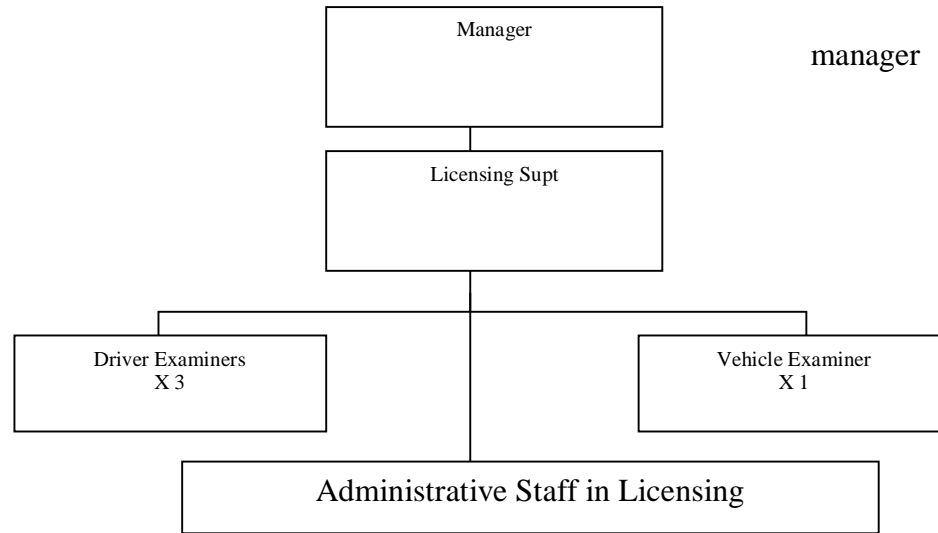 Manager
manager
Licensing Supt
Driver Examiners
X 3
Vehicle Examiner
X 1
Administrative Staff in Licensing